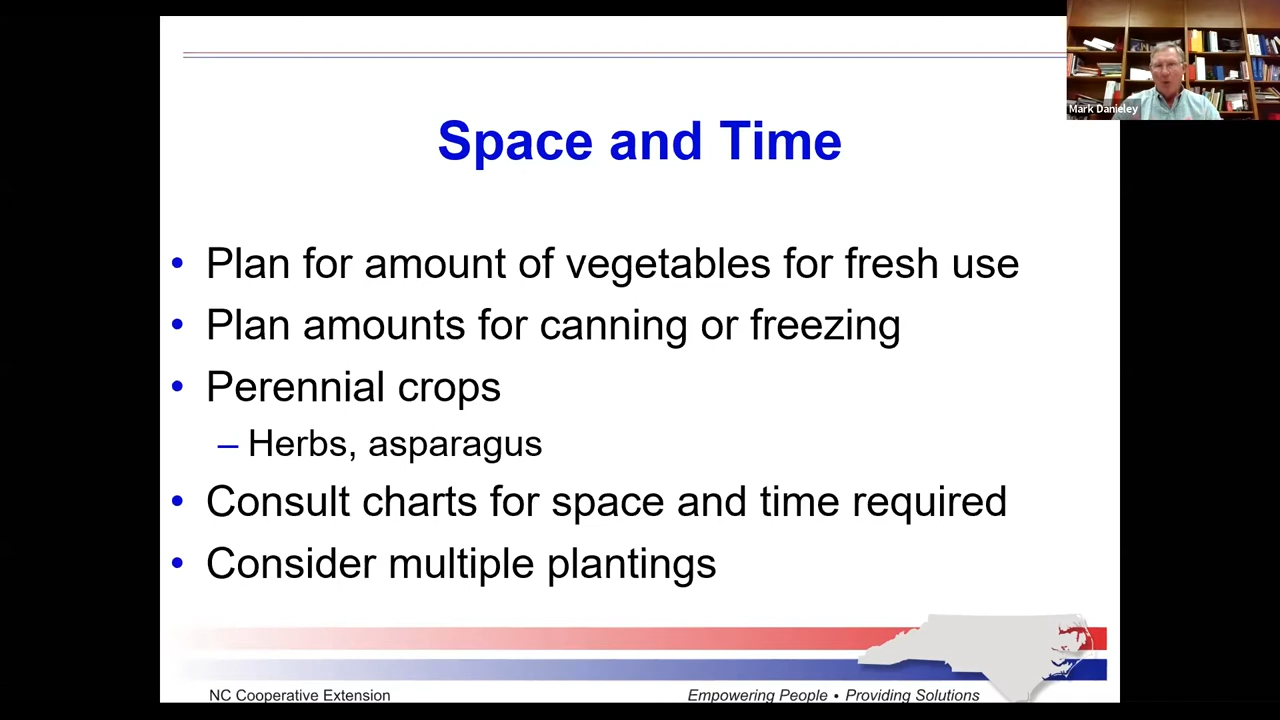 Mark Danieley
Space and Time
• Plan for amount of vegetables for fresh use
• Plan amounts for canning or freezing
• Perennial crops
– Herbs, asparagus
• Consult charts for space and time required
• Consider multiple plantings
NC Cooperative Extension
Empowering People • Providing Solutions